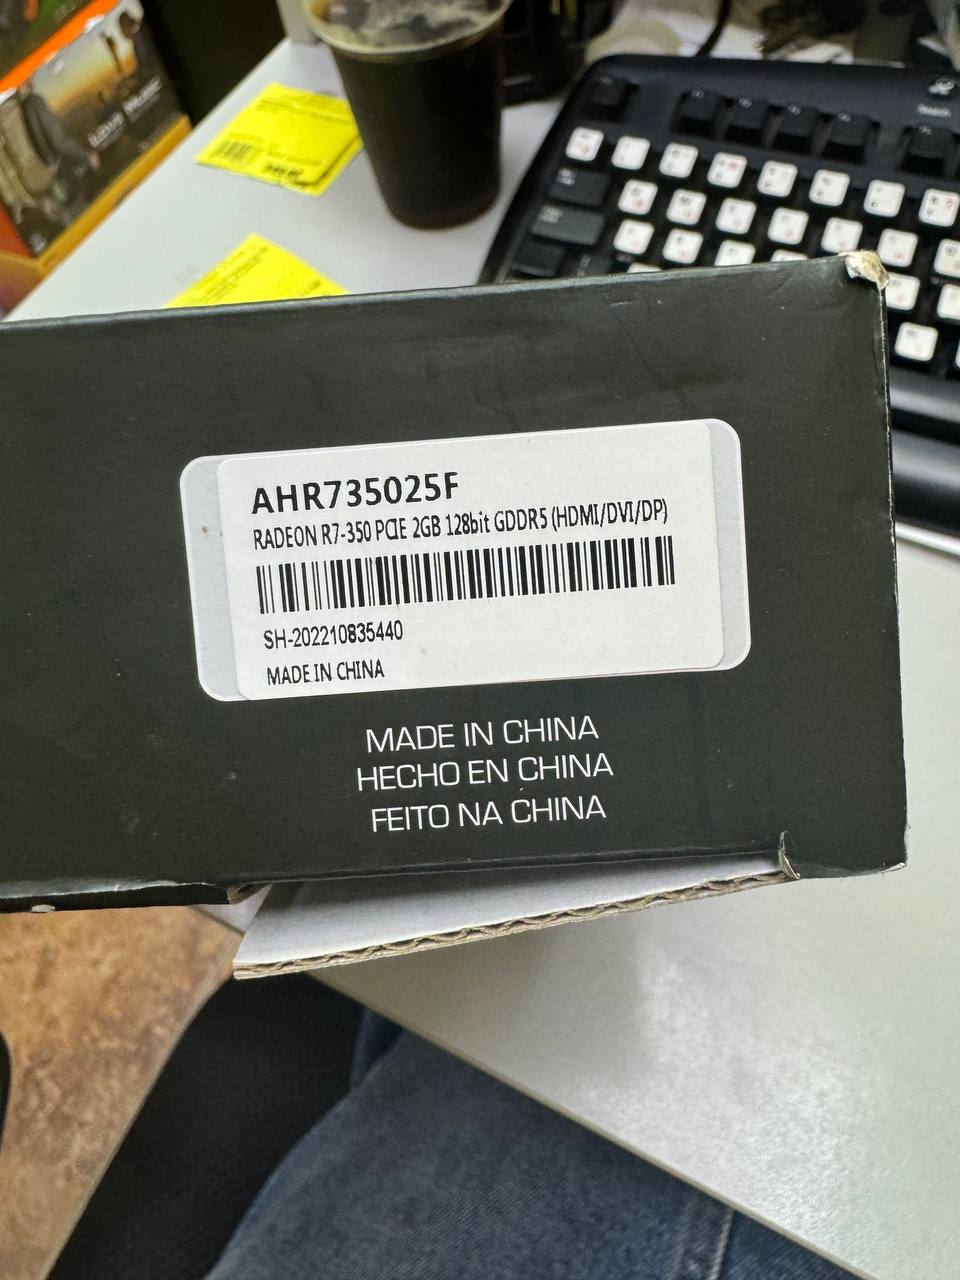 AHR735025F
RADEON R7-350 PCIE 2GB 128bit GDDR5 (HDMI/DVI/DP)
SH-202210835440
MADE IN CHINA
MADE IN CHINA
HECHO EN CHINA
FEITO NA CHINA